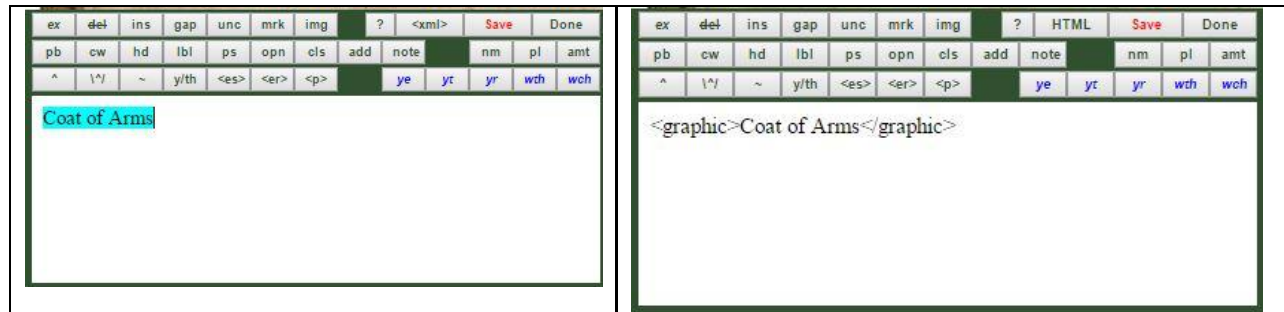 ex del ins gap unc mrk img ? <xml> Save Done
pb cw hd lbl ps opn cls add note nm pl amt
^ \^/ ~ y/th <es> <er> <p> ye yt yr wth wch
Coat of Arms
ex del ins gap unc mrk img ? HTML Save Done
pb cw hd lbl ps opn cls add note nm pl amt
^ \^/ ~ y/th <es> <er> <p> ye yt yr wth wch
<graphic>Coat of Arms</graphic>